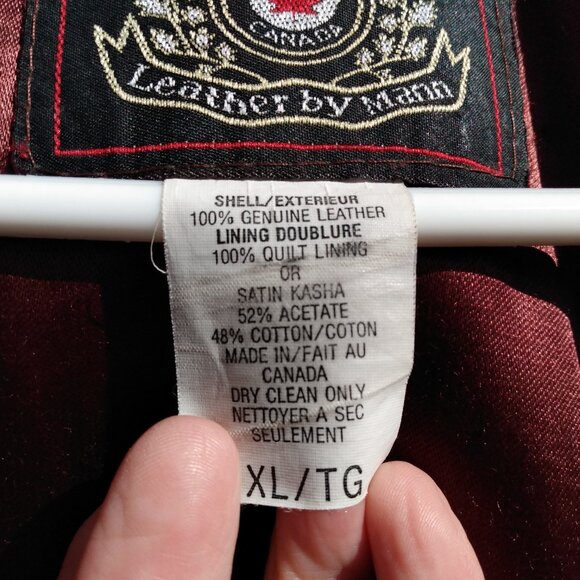 CANADA
Leather by Mann
SHELL/EXTERIEUR
100% GENUINE LEATHER
LINING DOUBLURE
100% QUILT LINING
OR
SATIN KASHA
52% ACETATE
48% COTTON/COTON
MADE IN/FAIT AU
CANADA
DRY CLEAN ONLY
NETTOYER A SEC
SEULEMENT
XL/TG